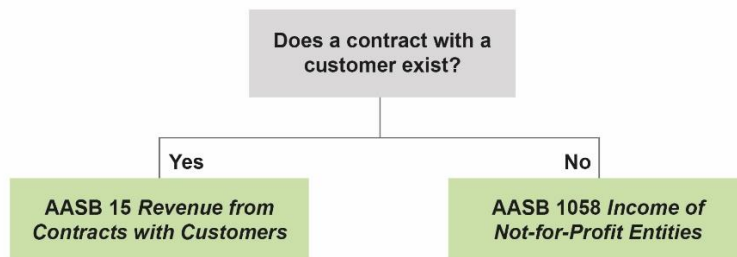 Does a contract with a
customer exist?
Yes
No
AASB 15 Revenue from
Contracts with Customers
AASB 1058 Income of
Not-for-Profit Entities